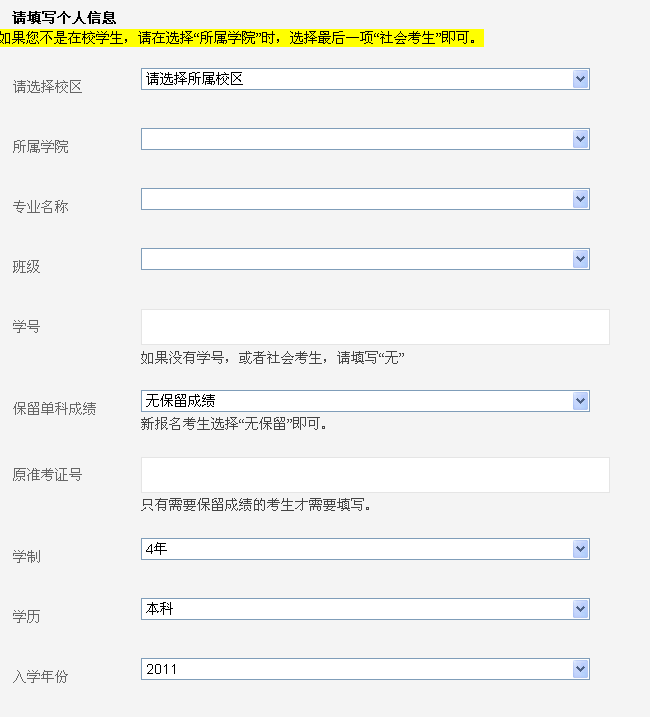 请填写个人信息
如果您不是在校学生，请在选择“所属学院”时，选择最后一项“社会考生”即可。
请选择校区
请选择所属校区
所属学院
专业名称
班级
学号
如果没有学号，或者社会考生，请填写“无”
保留单科成绩
无保留成绩
新报名考生选择“无保留”即可。
原准考证号
只有需要保留成绩的考生才需要填写。
学制
4年
学历
本科
入学年份
2011